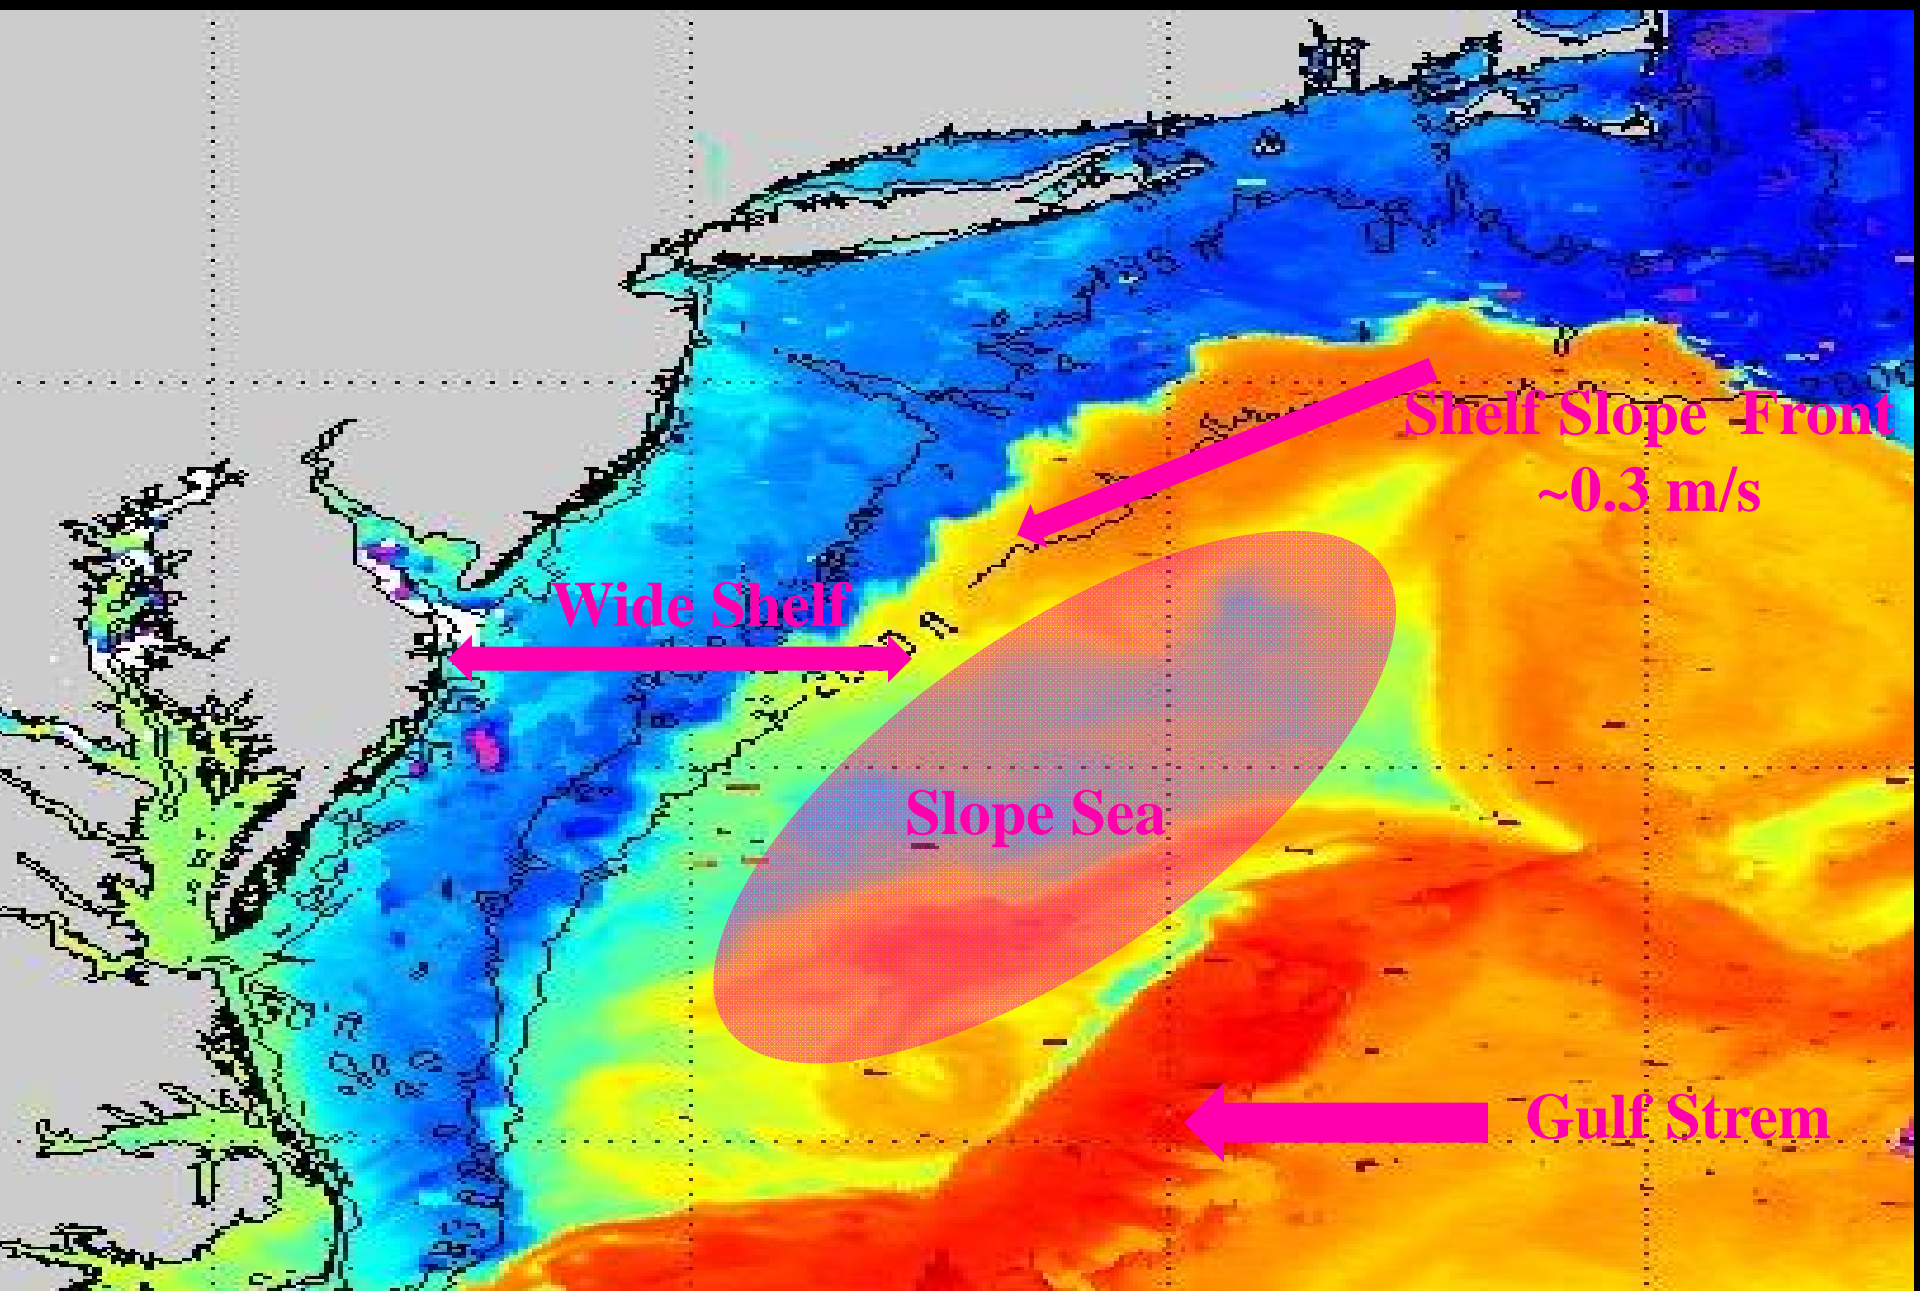 Shelf Slope Front
~0.3 m/s
Wide Shelf
Slope Sea
Gulf Strem